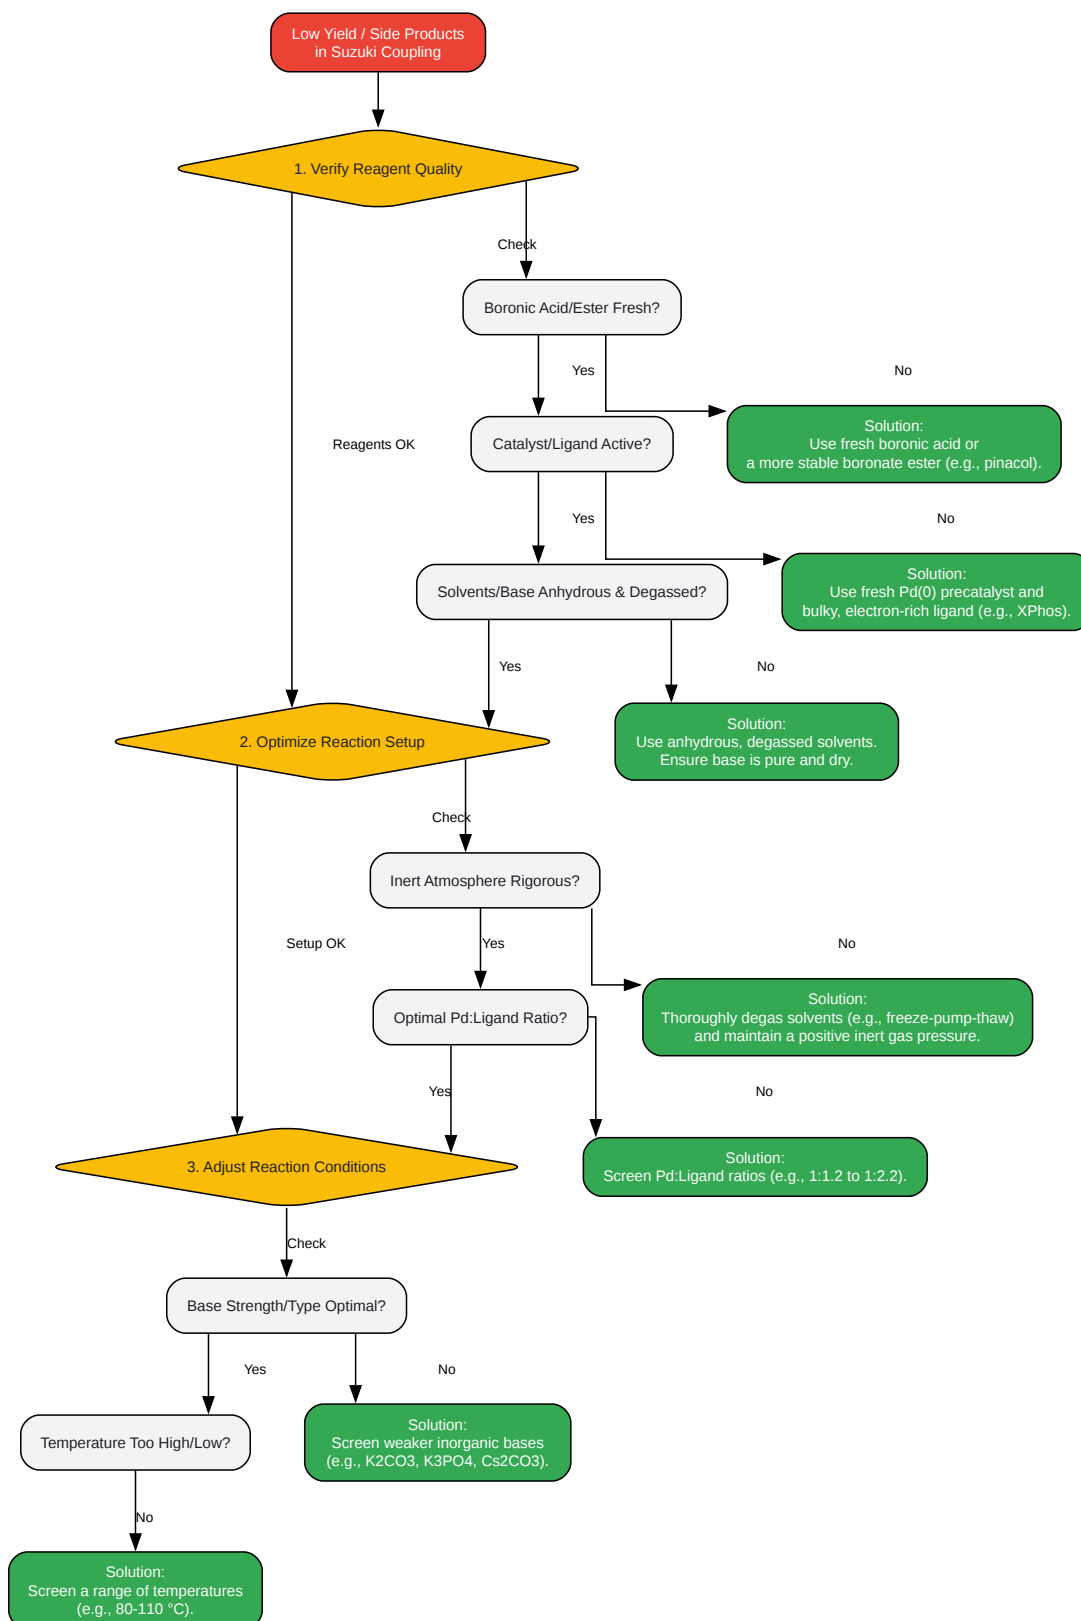 Low Yield / Side Products
in Suzuki Coupling
1. Verify Reagent Quality
Check
Boronic Acid/Ester Fresh?
Yes
No
Solution:
Use fresh boronic acid or
a more stable boronate ester (e.g., pinacol).
Reagents OK
Catalyst/Ligand Active?
Yes
No
Solution:
Use fresh Pd(0) precatalyst and
bulky, electron-rich ligand (e.g., XPhos).
Solvents/Base Anhydrous & Degassed?
Yes
No
Solution:
Use anhydrous, degassed solvents.
Ensure base is pure and dry.
2. Optimize Reaction Setup
Check
Inert Atmosphere Rigorous?
Setup OK
Yes
No
Solution:
Thoroughly degas solvents (e.g., freeze-pump-thaw)
and maintain a positive inert gas pressure.
Optimal Pd:Ligand Ratio?
Yes
No
Solution:
Screen Pd:Ligand ratios (e.g., 1:1.2 to 1:2.2).
3. Adjust Reaction Conditions
Check
Base Strength/Type Optimal?
Yes
No
Solution:
Screen weaker inorganic bases
(e.g., K2CO3, K3PO4, Cs2CO3).
Temperature Too High/Low?
No
Solution:
Screen a range of temperatures
(e.g., 80-110 °C).